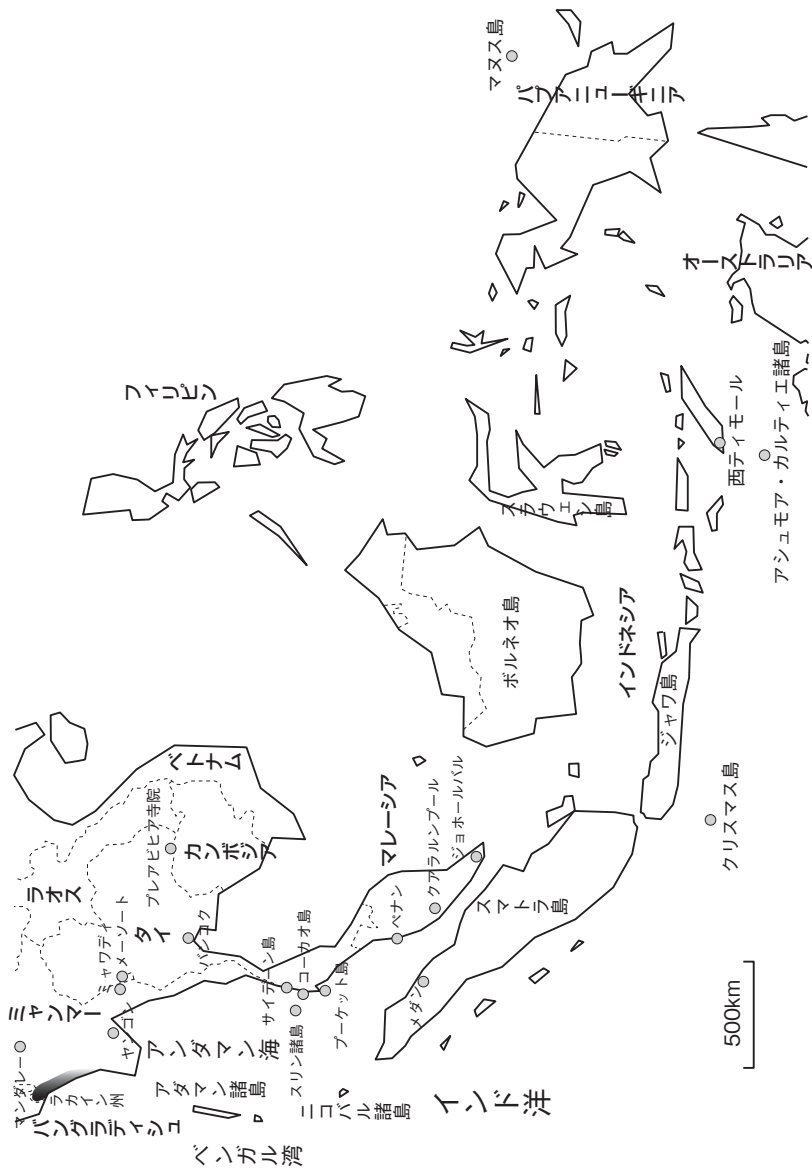 マンダレー
ミャンマー
ラオス
バングラディシュ
ラカイン州
ミャワディ
メーソート
ヤンゴン
タイ
フィリピン
プレアビヒア寺院
アンダマン海
アダマン諸島
カンボジア
ベトナム
バンコク
ベンガル湾
サイデーン島
スリン諸島
コーカオ島
ニコバル諸島
プーケット島
マレーシア
ペナン
メダン
クアラルンプール
ジョホールバル
インド洋
スマトラ島
マヌス島
ボルネオ島
スラウェシ島
パプアニューギニア
インドネシア
ジャワ島
オーストラリア
クリスマス島
西ティモール
アシュモア・カルティエ諸島
500km